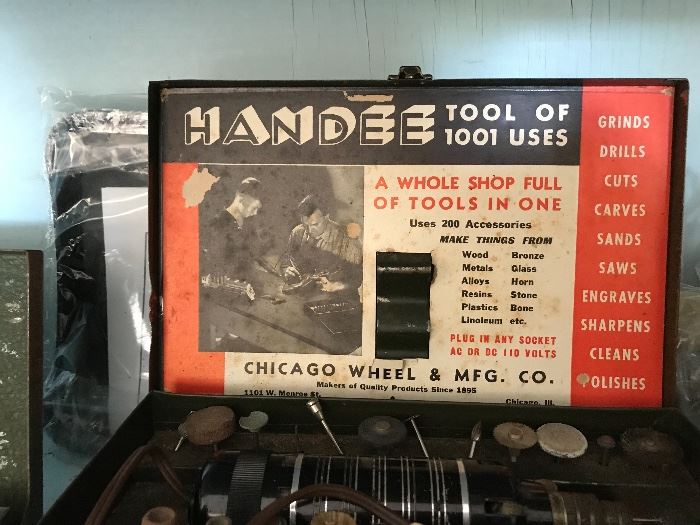 HANDEE TOOL OF
1001 USES
A WHOLE SHOP FULL
OF TOOLS IN ONE
Uses 200 Accessories
MAKE THINGS FROM
Wood Bronze
Metals Glass
Alloys Horn
Resins Stone
Plastics Bone
Linoleum etc.
PLUG IN ANY SOCKET
AC OR DC 110 VOLTS
CHICAGO WHEEL & MFG. CO.
Makers of Quality Products Since 1895
1101 W. Monroe St. Chicago, Ill.
GRINDS
DRILLS
CUTS
CARVES
SANDS
SAWS
ENGRAVES
SHARPENS
CLEANS
POLISHES